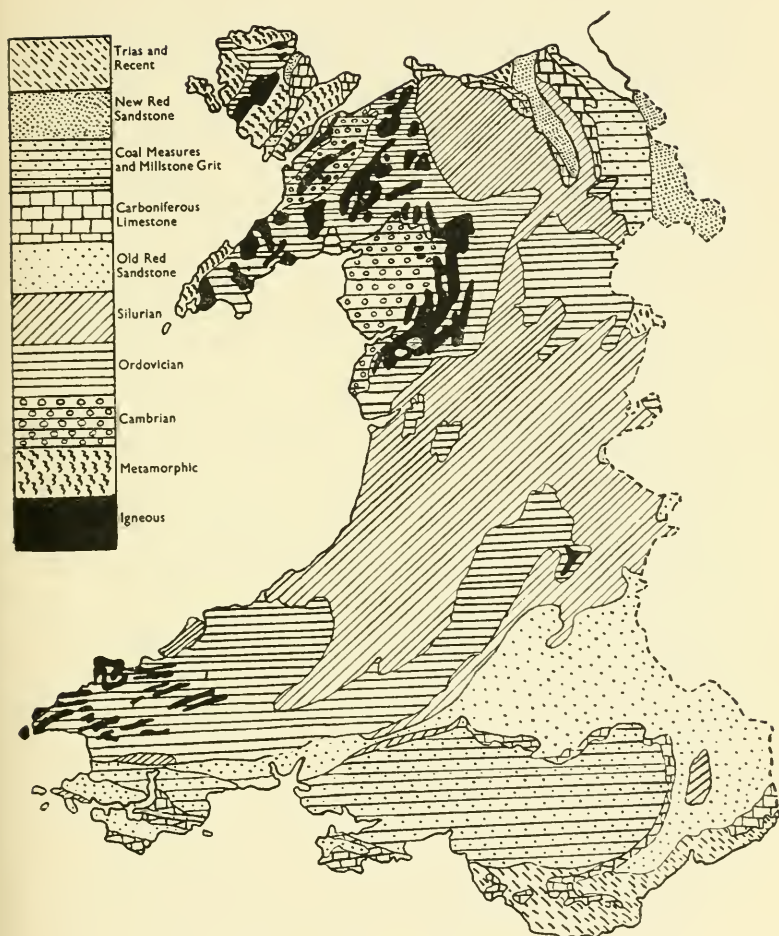 Trias and
Recent
New Red
Sandstone
Coal Measures
and Millstone Grit
Carboniferous
Limestone
Old Red
Sandstone
Silurian
Ordovician
Cambrian
Metamorphic
Igneous